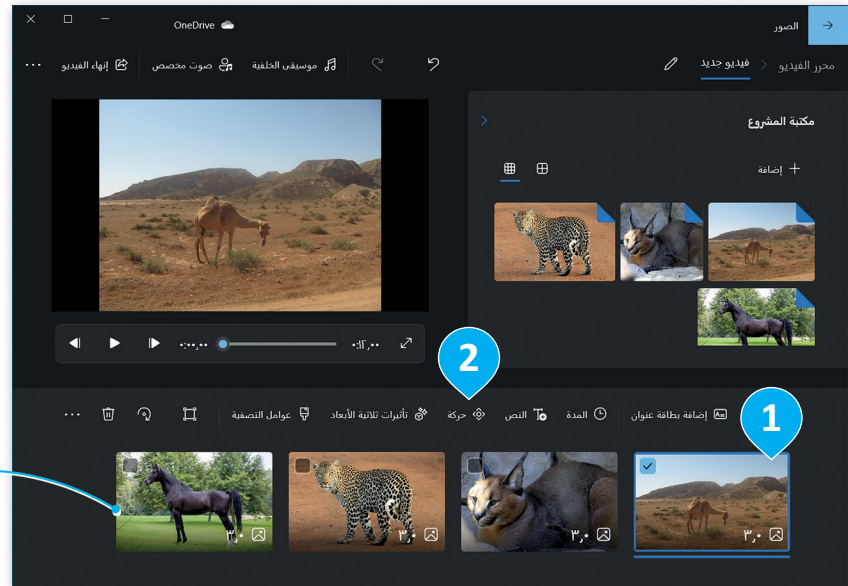 الصور
OneDrive
محرر الفيديو
فيديو جديد
موسيقى الخلفية
صوت مخصص
إنهاء الفيديو
مكتبة المشروع
إضافة
٠:٠٠,٠٠
٠:١٢,٠٠
2
1
إضافة بطاقة عنوان
المدة
النص
حركة
تأثيرات ثلاثية الأبعاد
عوامل التصفية
٣,٠
٣,٠
٣,٠
٣,٠